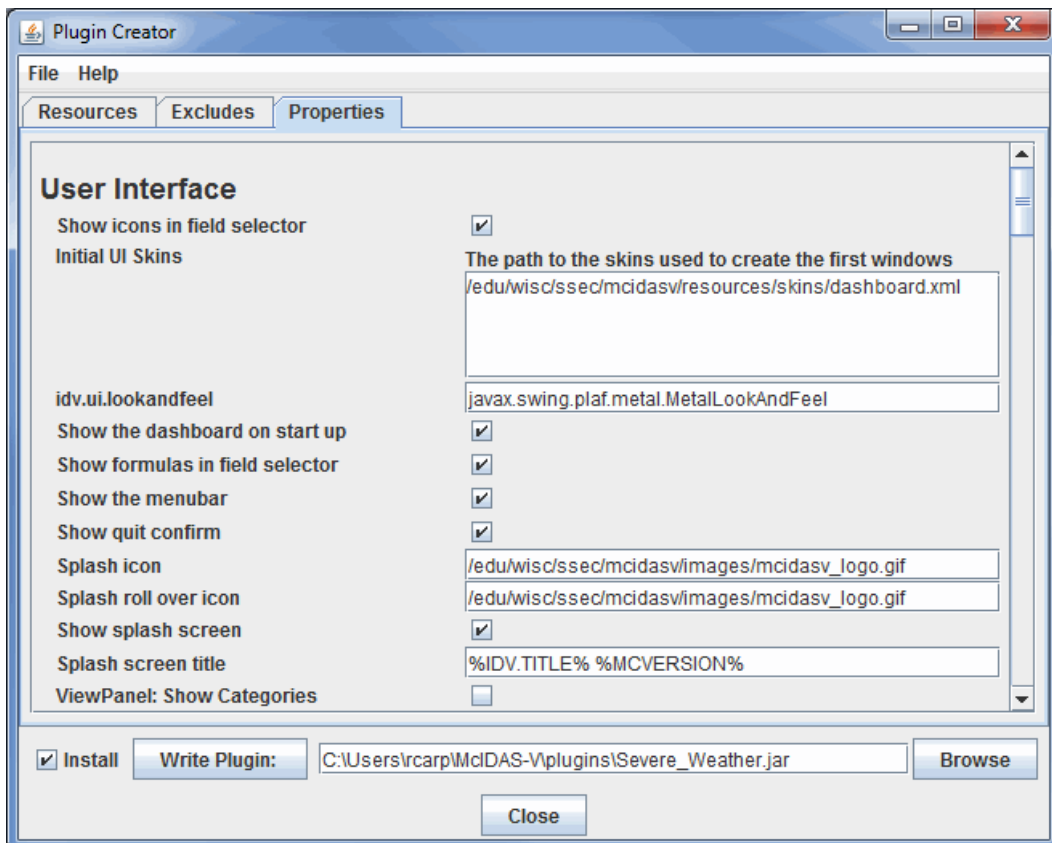 Plugin Creator
File Help
Resources Excludes Properties
User Interface
Show icons in field selector
Initial UI Skins
The path to the skins used to create the first windows
/edu/wisc/ssec/mcidasv/resources/skins/dashboard.xml
idv.ui.lookandfeel javax.swing.plaf.metal.MetalLookAndFeel
Show the dashboard on start up
Show formulas in field selector
Show the menubar
Show quit confirm
Splash icon /edu/wisc/ssec/mcidasv/images/mcidasv_logo.gif
Splash roll over icon /edu/wisc/ssec/mcidasv/images/mcidasv_logo.gif
Show splash screen
Splash screen title %IDV.TITLE% %MCVERSION%
ViewPanel: Show Categories
Install Write Plugin: C:\Users\rcarp\McIDAS-V\plugins\Severe_Weather.jar Browse
Close